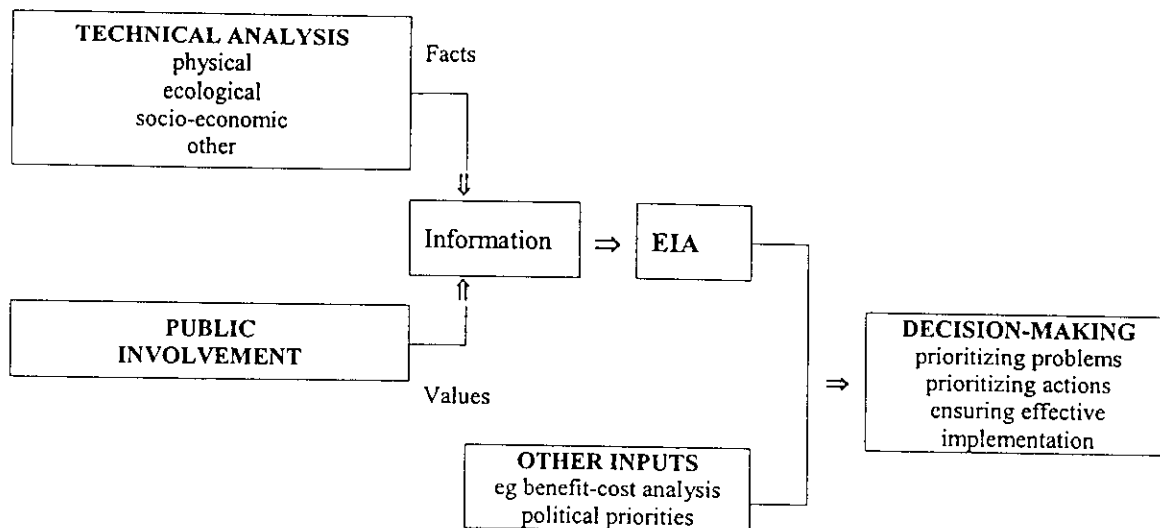 TECHNICAL ANALYSIS
physical
ecological
socio-economic
other
Facts
Information
⇒
EIA
PUBLIC
INVOLVEMENT
Values
OTHER INPUTS
eg benefit-cost analysis
political priorities
⇒
DECISION-MAKING
prioritizing problems
prioritizing actions
ensuring effective
implementation